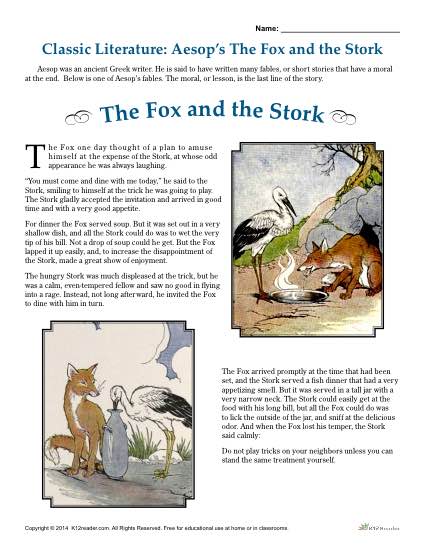 Name:
Classic Literature: Aesop's The Fox and the Stork
Aesop was an ancient Greek writer. He is said to have written many fables, or short stories that have a moral
at the end.  Below is one of Aesop's fables. The moral, or lesson, is the last line of the story.
The Fox and the Stork
The Fox one day thought of a plan to amuse
himself at the expense of the Stork, at whose odd
appearance he was always laughing.
"You must come and dine with me today," he said to the
Stork, smiling to himself at the trick he was going to play.
The Stork gladly accepted the invitation and arrived in good
time and with a very good appetite.
For dinner the Fox served soup. But it was set out in a very
shallow dish, and all the Stork could do was to wet the very
tip of his bill. Not a drop of soup could he get. But the Fox
lapped it up easily, and, to increase the disappointment of
the Stork, made a great show of enjoyment.
The hungry Stork was much displeased at the trick, but he
was a calm, even-tempered fellow and saw no good in flying
into a rage. Instead, not long afterward, he invited the Fox
to dine with him in turn.
The Fox arrived promptly at the time that had been
set, and the Stork served a fish dinner that had a very
appetizing smell. But it was served in a tall jar with a
very narrow neck. The Stork could easily get at the
food with his long bill, but all the Fox could do was
to lick the outside of the jar, and sniff at the delicious
odor. And when the Fox lost his temper, the Stork
said calmly:
Do not play tricks on your neighbors unless you can
stand the same treatment yourself.
Copyright © 2014 K12reader.com. All Rights Reserved. Free for educational use at home or in classrooms.
K12reader